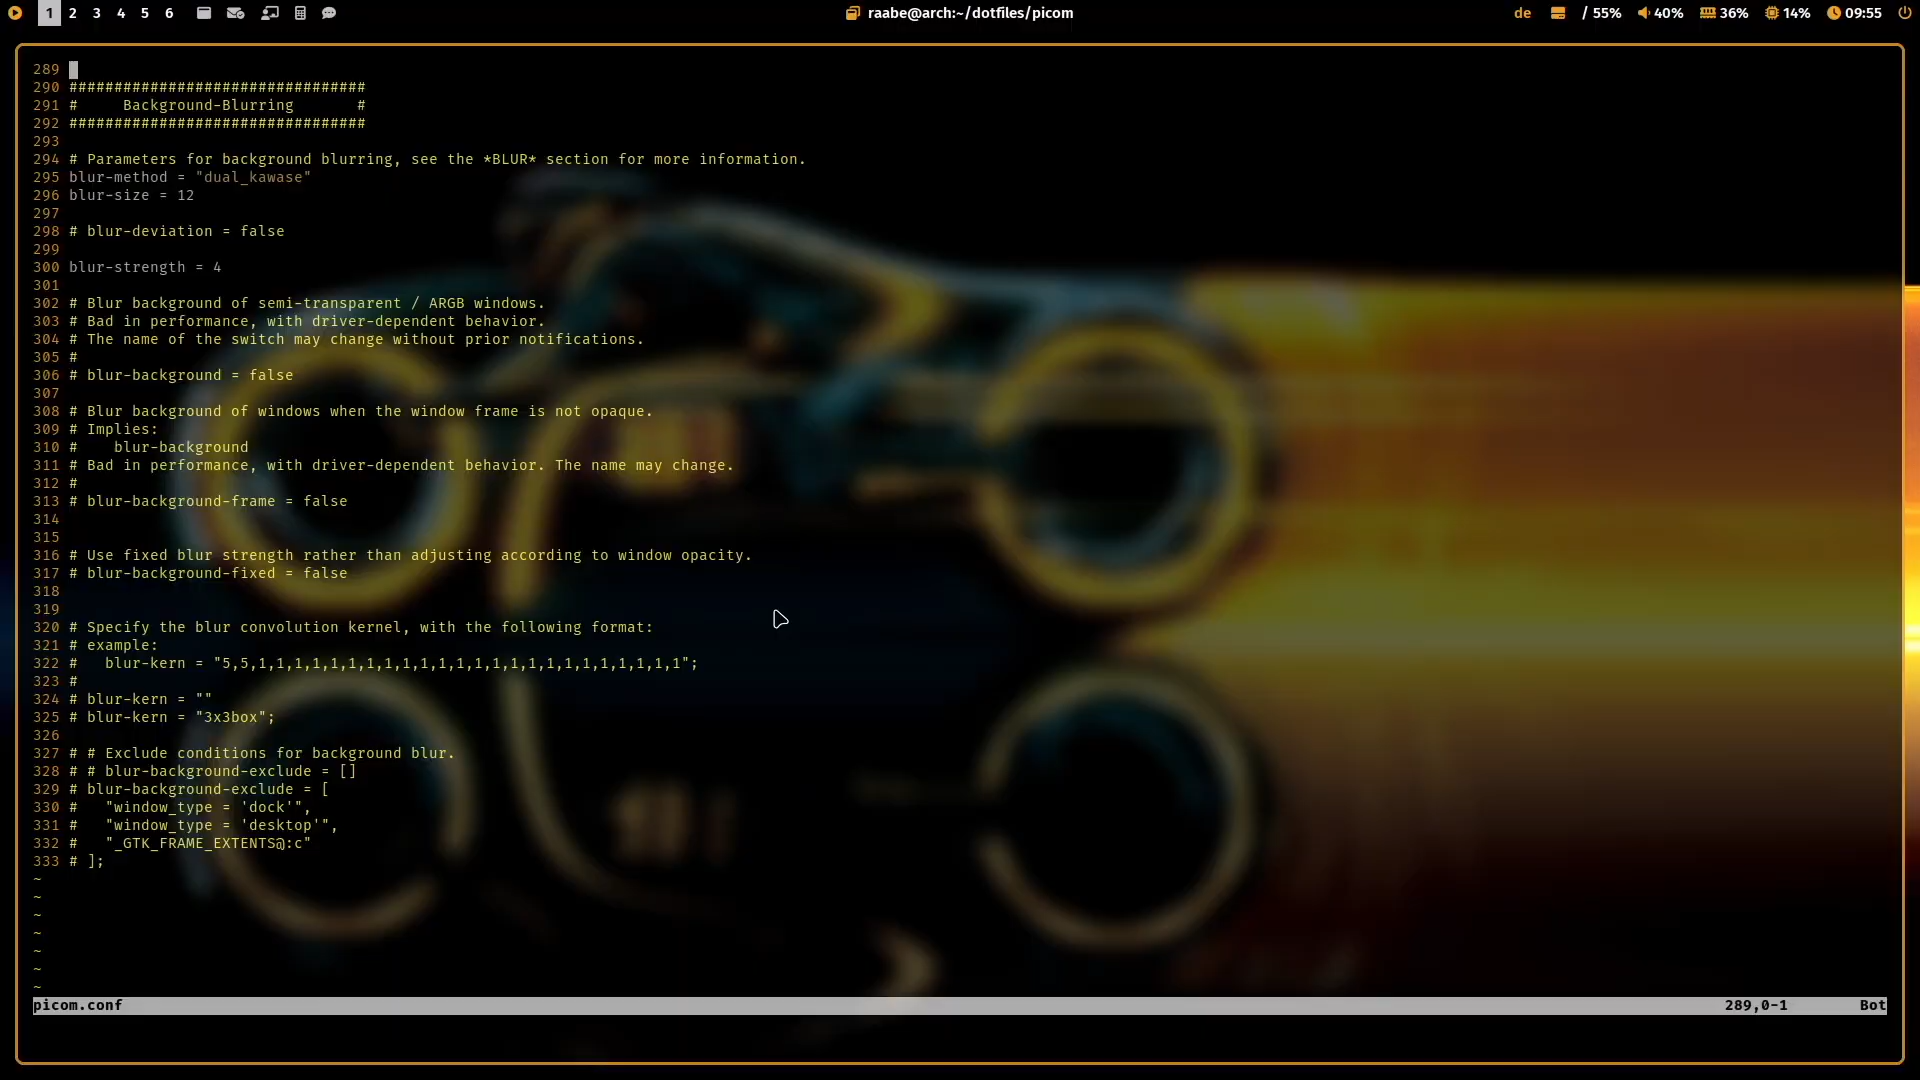 1 2 3 4 5 6 raabe@arch:~/dotfiles/picom de / 55% 40% 36% 14% 09:55
289
290 #################################
291 #     Background-Blurring       #
292 #################################
293
294 # Parameters for background blurring, see the *BLUR* section for more information.
295 blur-method = "dual_kawase"
296 blur-size = 12
297
298 # blur-deviation = false
299
300 blur-strength = 4
301
302 # Blur background of semi-transparent / ARGB windows.
303 # Bad in performance, with driver-dependent behavior.
304 # The name of the switch may change without prior notifications.
305 #
306 # blur-background = false
307
308 # Blur background of windows when the window frame is not opaque.
309 # Implies:
310 #    blur-background
311 # Bad in performance, with driver-dependent behavior. The name may change.
312 #
313 # blur-background-frame = false
314
315
316 # Use fixed blur strength rather than adjusting according to window opacity.
317 # blur-background-fixed = false
318
319
320 # Specify the blur convolution kernel, with the following format:
321 # example:
322 #   blur-kern = "5,5,1,1,1,1,1,1,1,1,1,1,1,1,1,1,1,1,1,1,1,1,1,1,1,1";
323 #
324 # blur-kern = ""
325 # blur-kern = "3x3box";
326
327 # # Exclude conditions for background blur.
328 # # blur-background-exclude = []
329 # blur-background-exclude = [
330 #   "window_type = 'dock'",
331 #   "window_type = 'desktop'",
332 #   "_GTK_FRAME_EXTENTS@:c"
333 # ];
~
~
~
~
~
~
~
picom.conf 289,0-1 Bot